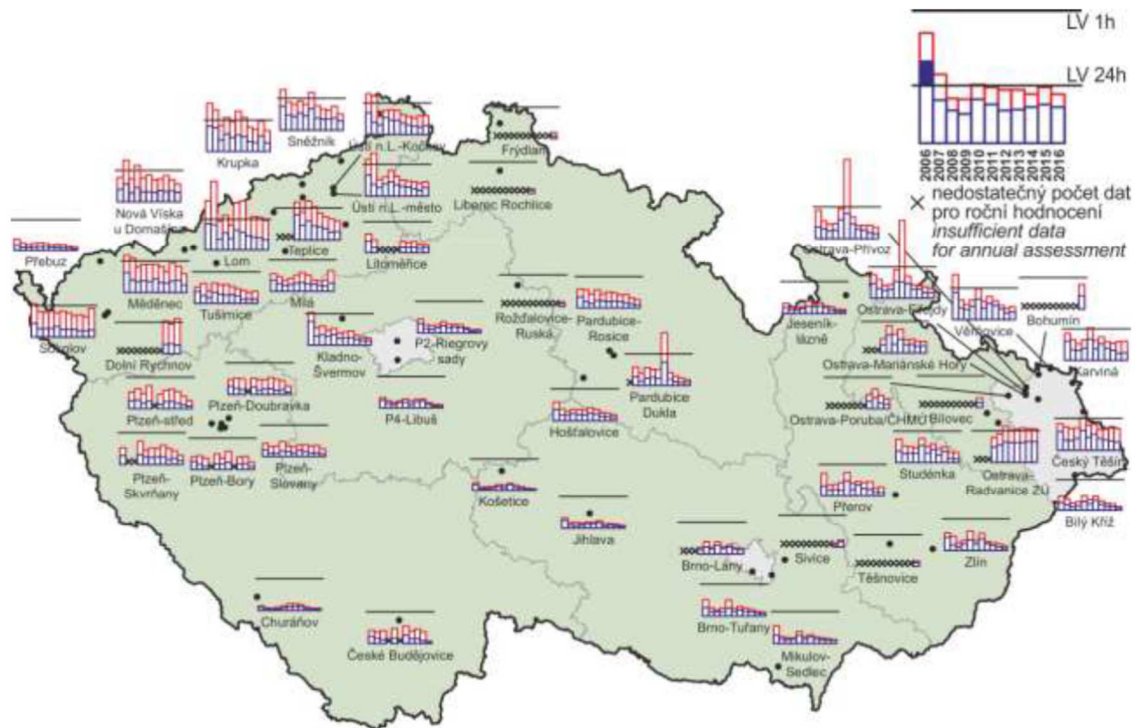 LV 1h
LV 24h
2006
2007
2008
2009
2010
2011
2012
2013
2014
2015
2016
× nedostatečný počet dat
pro roční hodnocení
insufficient data
for annual assessment
Sněžník
Krupka
Ústí n.L.-Kočkov
Frýdlant
Nová Víska
u Domašína
Ústí n.L.-město
Liberec Rochlice
Ostrava-Přívoz
Přebuz
Lom
Teplice
Litoměřice
Měděnec
Tušimice
Milá
Rožďalovice-
Ruská
Pardubice-
Rosice
Jeseník-
lázně
Ostrava-Fifejdy
Věřňovice
Bohumín
Sokolov
Dolní Rychnov
Kladno-
Švermov
P2-Riegrovy
sady
Pardubice
Dukla
Ostrava-Mariánské Hory
Karviná
Plzeň-střed
Plzeň-Doubravka
P4-Libuš
Hošťalovice
Ostrava-Poruba/ČHMÚ
Bílovec
Plzeň-
Skvrňany
Plzeň-Bory
Plzeň-
Slovany
Košetice
Studénka
Ostrava-
Radvanice ZÚ
Český Těšín
Přerov
Bílý Kříž
Jihlava
Brno-Lány
Sivice
Těšnovice
Zlín
Churáňov
České Budějovice
Brno-Tuřany
Mikulov-
Sedlec